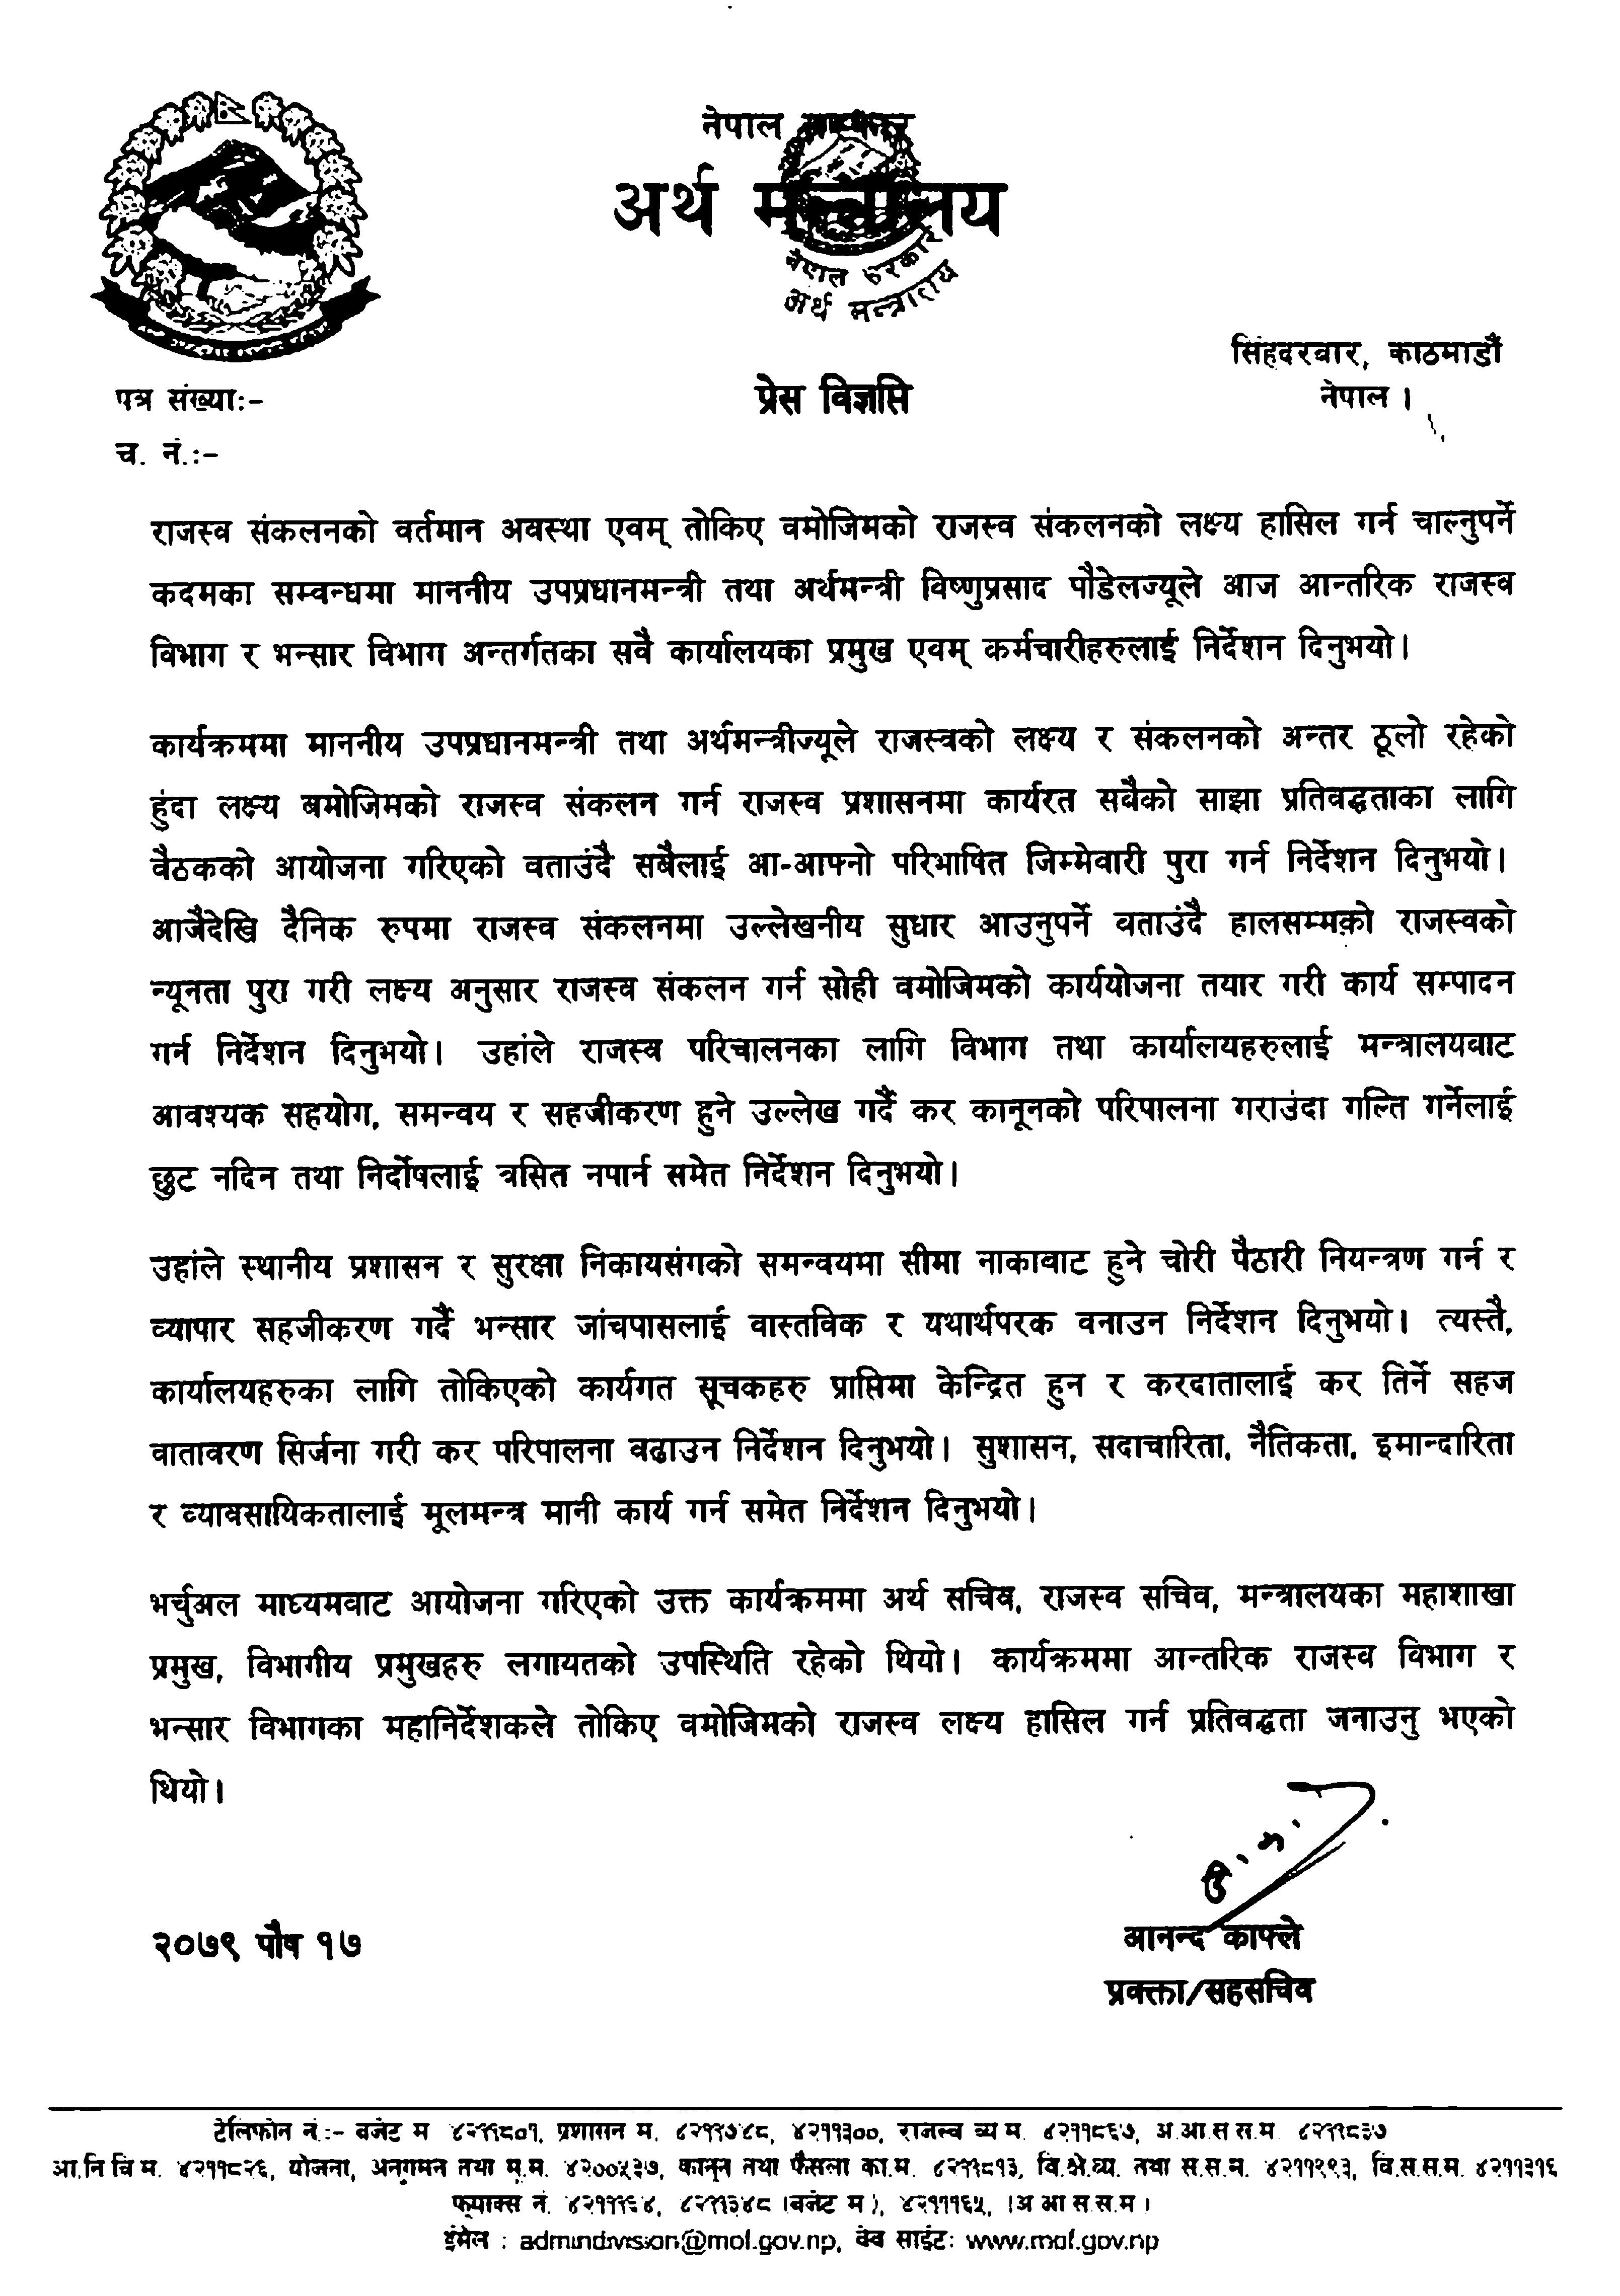 नेपाल सरकार
अर्थ मन्त्रालय
नेपाल सरकार
अर्थ मन्त्रालय
सिंहदरवार, काठमाडौं
नेपाल ।
पत्र संख्याः-
प्रेस विज्ञप्ति
च. नं.:-
राजस्व संकलनको वर्तमान अवस्था एवम् तोकिए वमोजिमको राजस्व संकलनको लक्ष्य हासिल गर्न चाल्नुपर्ने
कदमका सम्वन्धमा माननीय उपप्रधानमन्त्री तथा अर्थमन्त्री विष्णुप्रसाद पौडेलज्यूले आज आन्तरिक राजस्व
विभाग र भन्सार विभाग अन्तर्गतका सवै कार्यालयका प्रमुख एवम् कर्मचारीहरुलाई निर्देशन दिनुभयो।
कार्यक्रममा माननीय उपप्रधानमन्त्री तथा अर्थमन्त्रीज्यूले राजस्वको लक्ष्य र संकलनको अन्तर ठूलो रहेको
हुंदा लक्ष्य बमोजिमको राजस्व संकलन गर्न राजस्व प्रशासनमा कार्यरत सबैको साझा प्रतिवद्धताका लागि
वैठकको आयोजना गरिएको वताउंदै सबैलाई आ-आफ्नो परिभाषित जिम्मेवारी पुरा गर्न निर्देशन दिनुभयो।
आजैदेखि दैनिक रुपमा राजस्व संकलनमा उल्लेखनीय सुधार आउनुपर्ने वताउंदै हालसम्मको राजस्वको
न्यूनता पुरा गरी लक्ष्य अनुसार राजस्व संकलन गर्न सोही वमोजिमको कार्ययोजना तयार गरी कार्य सम्पादन
गर्न निर्देशन दिनुभयो। उहांले राजस्व परिचालनका लागि विभाग तथा कार्यालयहरुलाई मन्त्रालयवाट
आवश्यक सहयोग, समन्वय र सहजीकरण हुने उल्लेख गर्दै कर कानूनको परिपालना गराउंदा गल्ति गर्नेलाई
छुट नदिन तथा निर्दोषलाई त्रसित नपार्न समेत निर्देशन दिनुभयो।
उहांले स्थानीय प्रशासन र सुरक्षा निकायसंगको समन्वयमा सीमा नाकावाट हुने चोरी पैठारी नियन्त्रण गर्न र
व्यापार सहजीकरण गर्दै भन्सार जांचपासलाई वास्तविक र यथार्थपरक वनाउन निर्देशन दिनुभयो। त्यस्तै,
कार्यालयहरुका लागि तोकिएको कार्यगत सूचकहरु प्राप्तिमा केन्द्रित हुन र करदातालाई कर तिर्ने सहज
वातावरण सिर्जना गरी कर परिपालना वढाउन निर्देशन दिनुभयो। सुशासन, सदाचारिता, नैतिकता, इमान्दारिता
र व्यावसायिकतालाई मूलमन्त्र मानी कार्य गर्न समेत निर्देशन दिनुभयो।
भर्चुअल माध्यमवाट आयोजना गरिएको उक्त कार्यक्रममा अर्थ सचिव, राजस्व सचिव, मन्त्रालयका महाशाखा
प्रमुख, विभागीय प्रमुखहरु लगायतको उपस्थिति रहेको थियो। कार्यक्रममा आन्तरिक राजस्व विभाग र
भन्सार विभागका महानिर्देशकले तोकिए वमोजिमको राजस्व लक्ष्य हासिल गर्न प्रतिवद्धता जनाउनु भएको
थियो।
२०७९ पौष १७
आनन्द काफ्ले
प्रवक्ता/सहसचिव
टेलिफोन नं.:- वजेट म ४२११८०१, प्रशासन म. ४२११७४८, ४२११३००, राजस्व व्य म. ४२११८६७, अ.आ.स स.म. ४२११८३७
आ.नि वि म. ४२११८२६, योजना, अनुगमन तथा मू.म. ४२००५३७, कानून तथा फैसला का.म. ४२११८१३, वि.क्षे.व्य. तथा स.स.म. ४२११९९३, वि.स.स.म. ४२११३१६
फ्याक्स नं. ४२१११६४, ४२११३४८ (वजेट म), ४२१११६५, (अ आ स.स.म)
इमेल : admindivision@mof.gov.np, वेव साईट: www.mof.gov.np